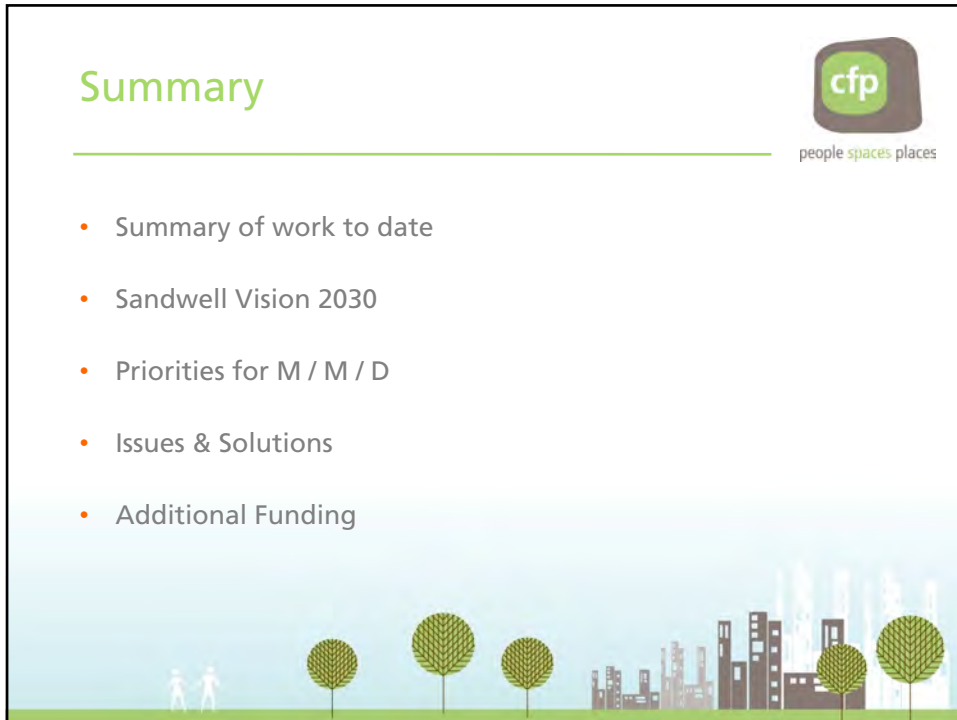 Summary
cfp
people spaces places
• Summary of work to date
• Sandwell Vision 2030
• Priorities for M / M / D
• Issues & Solutions
• Additional Funding